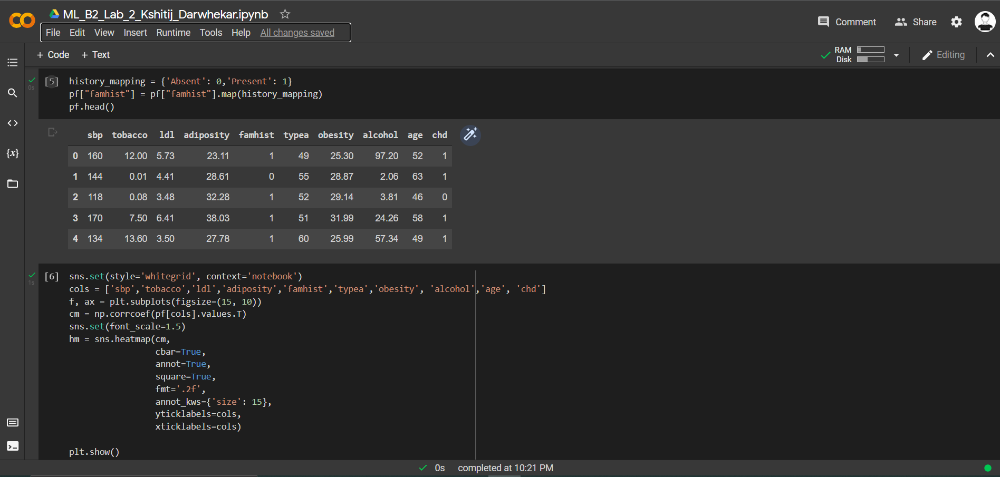 ML_B2_Lab_2_Kshitij_Darwhekar.ipynb
File Edit View Insert Runtime Tools Help All changes saved
Comment
Share
+ Code + Text
RAM
Disk
Editing
[5]
0s
history_mapping = {'Absent': 0,'Present': 1}
pf["famhist"] = pf["famhist"].map(history_mapping)
pf.head()
sbp tobacco ldl adiposity famhist typea obesity alcohol age chd
0 160 12.00 5.73 23.11 1 49 25.30 97.20 52 1
1 144 0.01 4.41 28.61 0 55 28.87 2.06 63 1
2 118 0.08 3.48 32.28 1 52 29.14 3.81 46 0
3 170 7.50 6.41 38.03 1 51 31.99 24.26 58 1
4 134 13.60 3.50 27.78 1 60 25.99 57.34 49 1
[6]
1s
sns.set(style='whitegrid', context='notebook')
cols = ['sbp','tobacco','ldl','adiposity','famhist','typea','obesity', 'alcohol','age', 'chd']
f, ax = plt.subplots(figsize=(15, 10))
cm = np.corrcoef(pf[cols].values.T)
sns.set(font_scale=1.5)
hm = sns.heatmap(cm,
cbar=True,
annot=True,
square=True,
fmt='.2f',
annot_kws={'size': 15},
yticklabels=cols,
xticklabels=cols)
plt.show()
0s completed at 10:21 PM